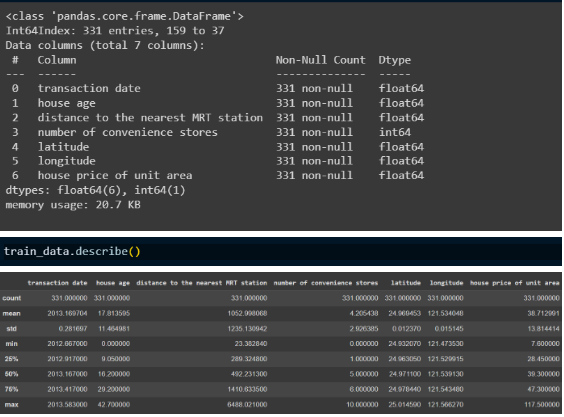 <class 'pandas.core.frame.DataFrame'>
Int64Index: 331 entries, 159 to 37
Data columns (total 7 columns):
 #   Column                                  Non-Null Count  Dtype
---  ------                                  --------------  -----
 0   transaction date                        331 non-null    float64
 1   house age                               331 non-null    float64
 2   distance to the nearest MRT station     331 non-null    float64
 3   number of convenience stores            331 non-null    int64
 4   latitude                                331 non-null    float64
 5   longitude                               331 non-null    float64
 6   house price of unit area                331 non-null    float64
dtypes: float64(6), int64(1)
memory usage: 20.7 KB
train_data.describe()
transaction date house age distance to the nearest MRT station number of convenience stores latitude longitude house price of unit area
count 331.000000 331.000000 331.000000 331.000000 331.000000 331.000000 331.000000
mean 2013.169704 17.813595 1052.998068 4.205438 24.969453 121.534048 38.712991
std 0.281697 11.464981 1235.130942 2.926385 0.012370 0.015145 13.814414
min 2012.667000 0.000000 23.382840 0.000000 24.932070 121.473530 7.600000
25% 2012.917000 9.050000 289.324800 1.000000 24.963050 121.529915 28.450000
50% 2013.167000 16.200000 492.231300 5.000000 24.971100 121.539130 39.300000
75% 2013.417000 29.200000 1410.633500 6.000000 24.978440 121.543480 47.300000
max 2013.583000 42.700000 6488.021000 10.000000 25.014590 121.566270 117.500000